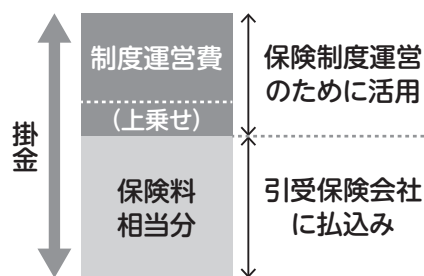 掛金
制度運営費
（上乗せ）
保険料
相当分
保険制度運営
のために活用
引受保険会社
に払込み